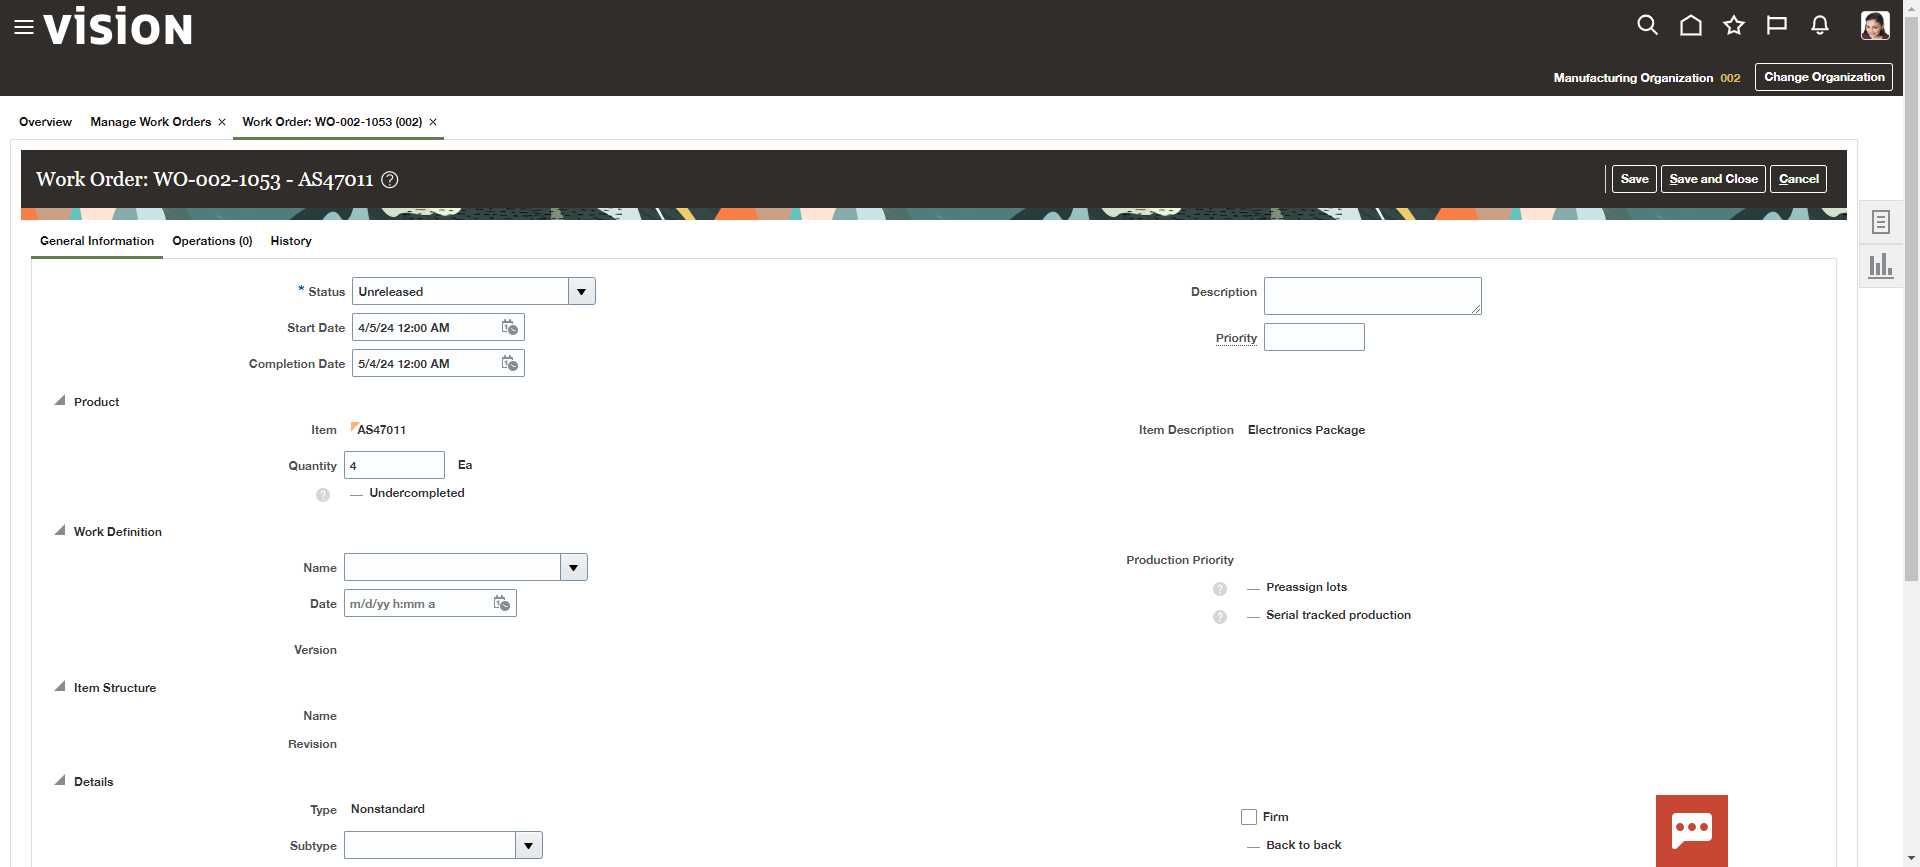 vision
Manufacturing Organization 002 Change Organization
Overview Manage Work Orders × Work Order: WO-002-1053 (002) ×
Work Order: WO-002-1053 - AS47011 ?
Save Save and Close Cancel
General Information Operations (0) History
* Status Unreleased
Description
Start Date 4/5/24 12:00 AM
Priority
Completion Date 5/4/24 12:00 AM
Product
Item AS47011
Item Description Electronics Package
Quantity 4 Ea
? — Undercompleted
Work Definition
Name
Production Priority
? — Preassign lots
Date m/d/yy h:mm a
? — Serial tracked production
Version
Item Structure
Name
Revision
Details
Type Nonstandard
Firm
Subtype
— Back to back